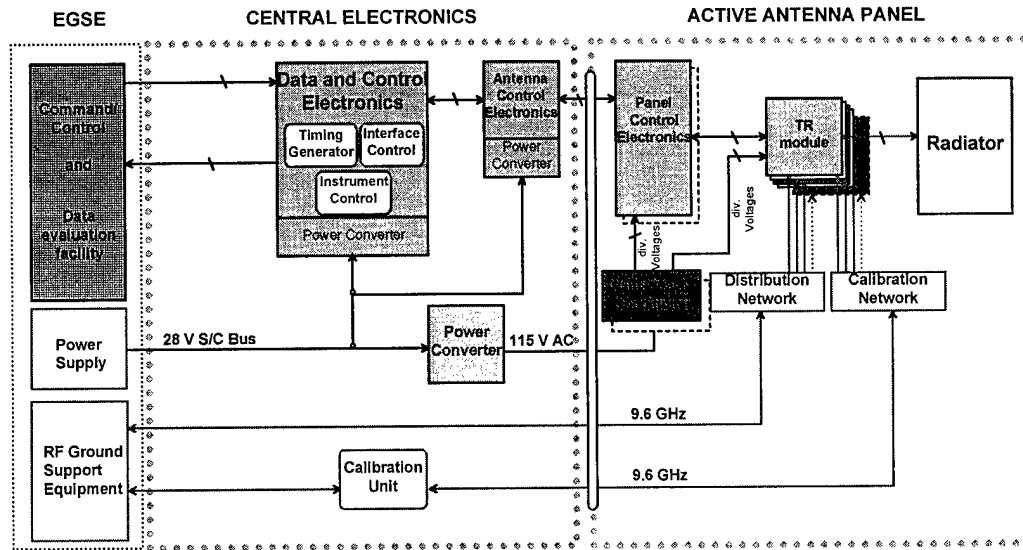 EGSE
CENTRAL ELECTRONICS
ACTIVE ANTENNA PANEL
Command/
Control
and
Data
evaluation
facility
Data and Control
Electronics
Timing
Generator
Interface
Control
Instrument
Control
Power Converter
Antenna
Control
Electronics
Power
Converter
Panel
Control
Electronics
TR
module
Radiator
div.
Voltages
div.
Voltages
Distribution
Network
Calibration
Network
Power
Supply
28 V S/C Bus
Power
Converter
115 V AC
9.6 GHz
RF Ground
Support
Equipment
Calibration
Unit
9.6 GHz